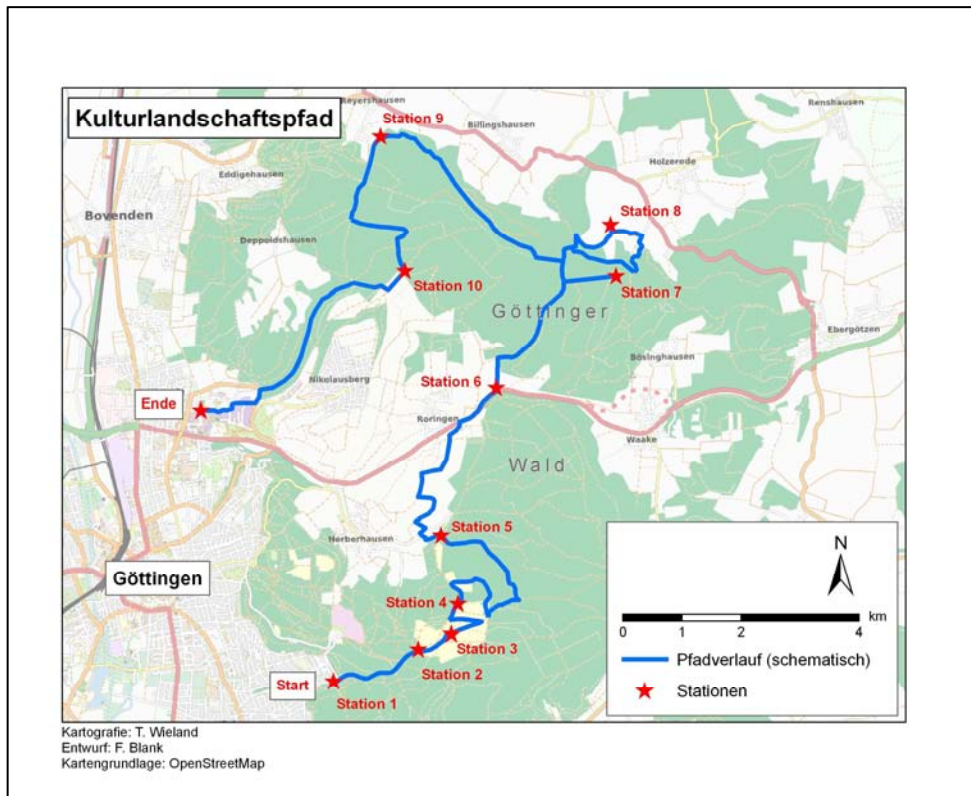 Kulturlandschaftspfad
Reyershausen
Station 9
Billingshausen
Renshausen
Holzerode
Eddigehausen
Bovenden
Station 8
Deppoldshausen
Station 10
Station 7
Göttinger
Ebergötzen
Bösinghausen
Nikolausberg
Station 6
Ende
Roringen
Waake
Wald
Station 5
Herberhausen
Göttingen
Station 4
Station 3
Station 2
Start
Station 1
N
km
0 1 2 4
Pfadverlauf (schematisch)
Stationen
Kartografie: T. Wieland
Entwurf: F. Blank
Kartengrundlage: OpenStreetMap